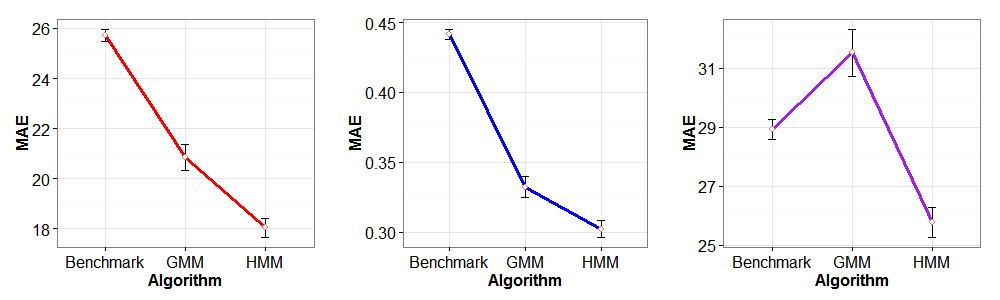 MAE
26
24
22
20
18
Benchmark GMM HMM
Algorithm
MAE
0.45
0.40
0.35
0.30
Benchmark GMM HMM
Algorithm
MAE
31
29
27
25
Benchmark GMM HMM
Algorithm